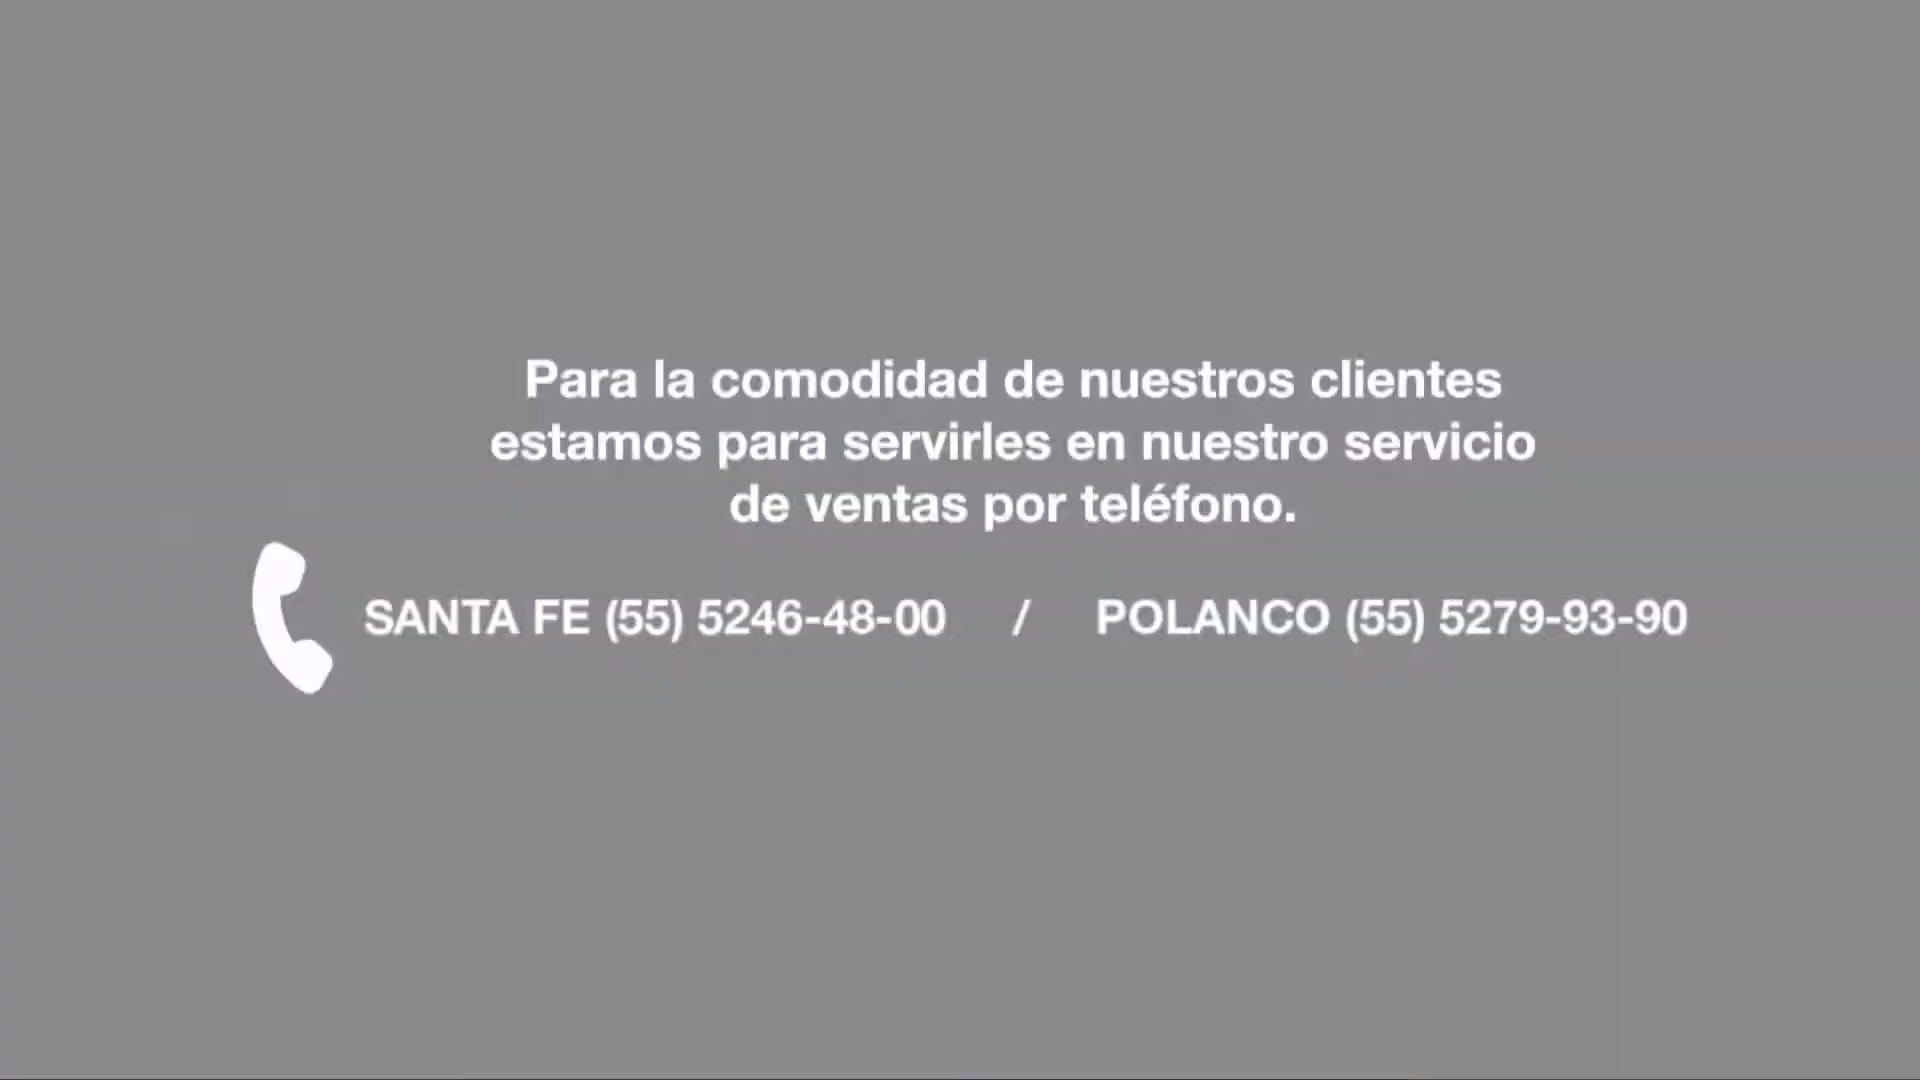 Para la comodidad de nuestros clientes
estamos para servirles en nuestro servicio
de ventas por teléfono.
SANTA FE (55) 5246-48-00 / POLANCO (55) 5279-93-90